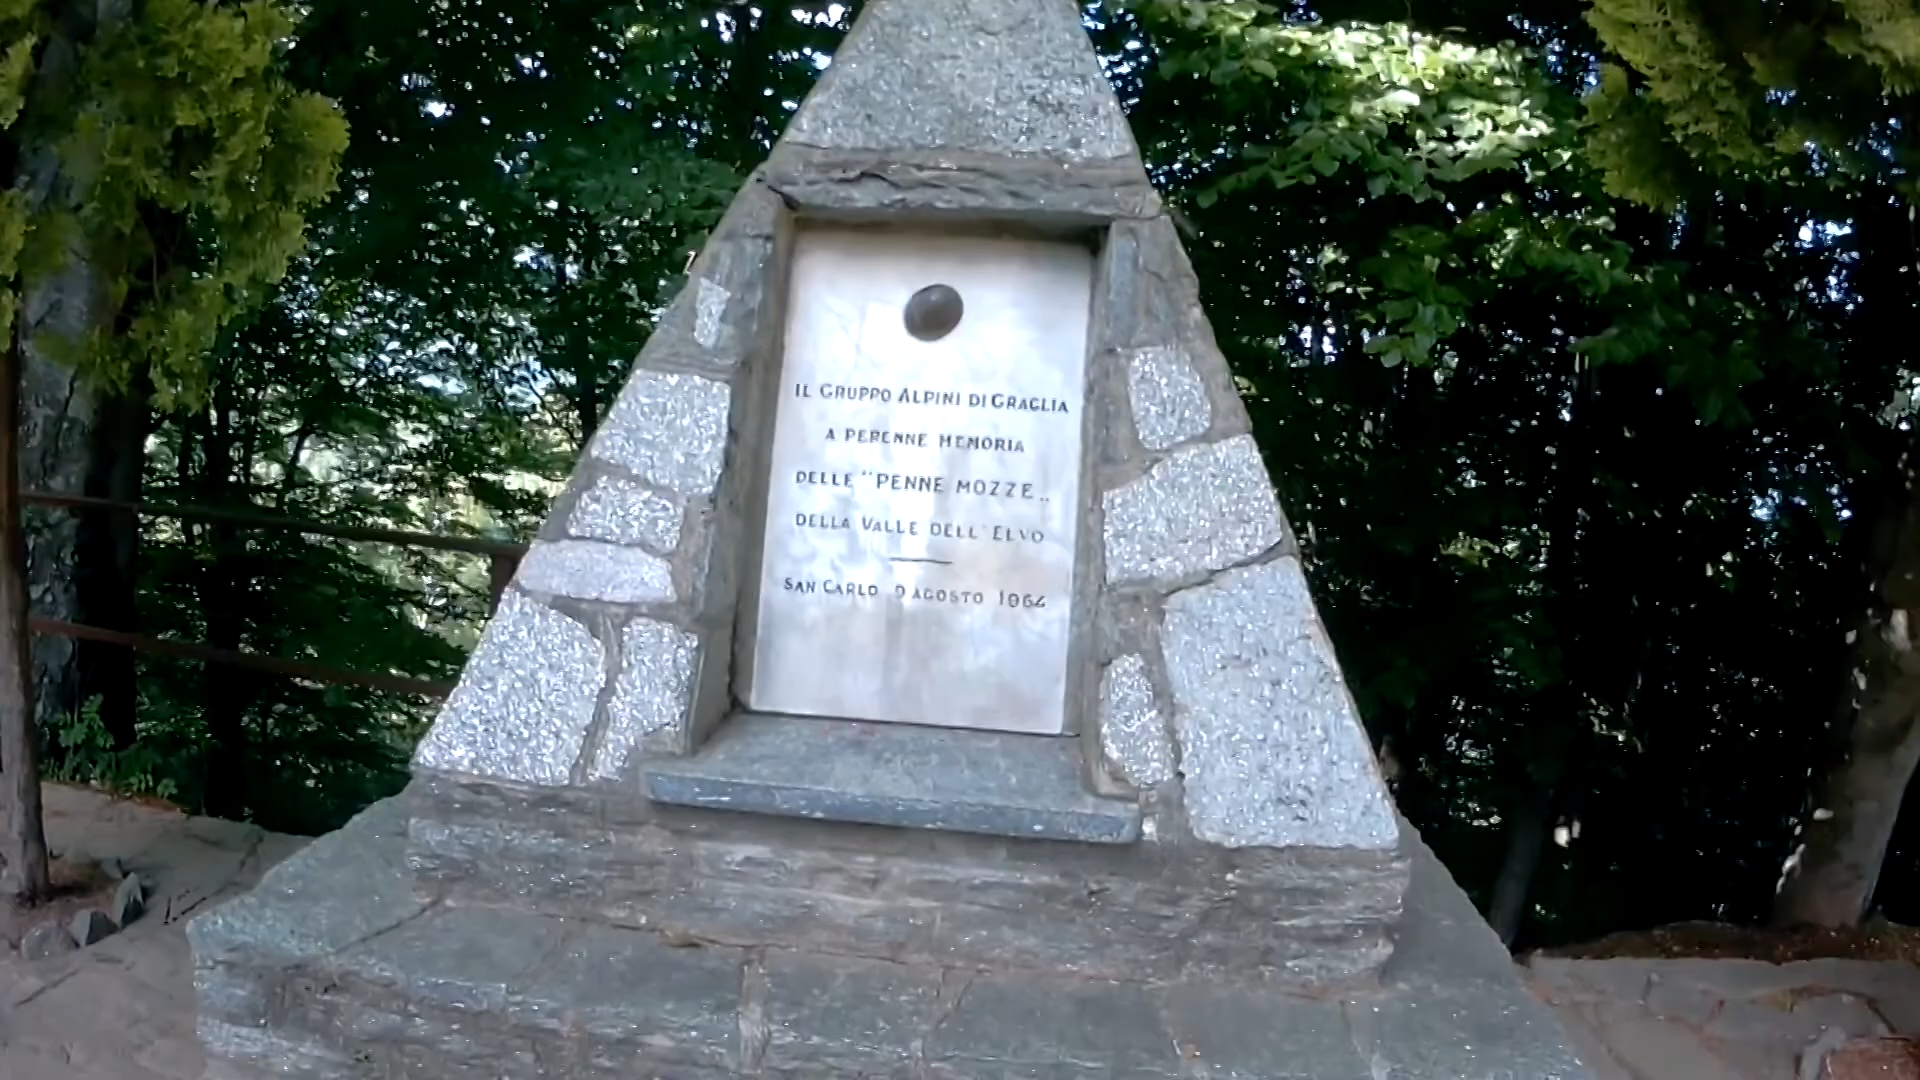 IL GRUPPO ALPINI DI GRAGLIA
A PERENNE MEMORIA
DELLE "PENNE MOZZE„
DELLA VALLE DELL'ELVO
SAN CARLO 9 AGOSTO 1964